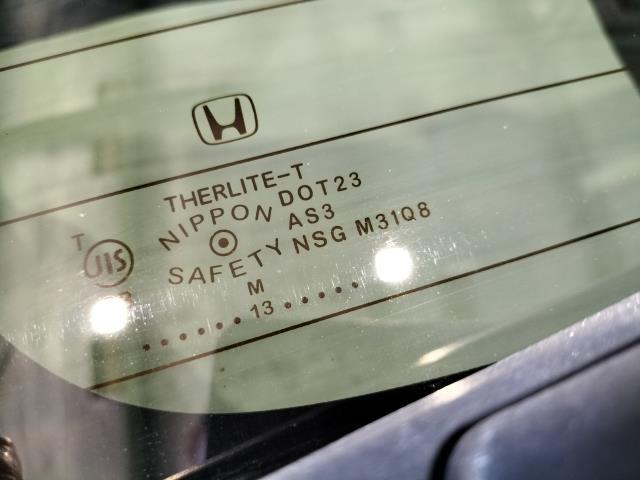 THERLITE-T
NIPPON DOT23
AS3
SAFETY NSG M31Q8
T
JIS
M
•••••• 13 ••••••